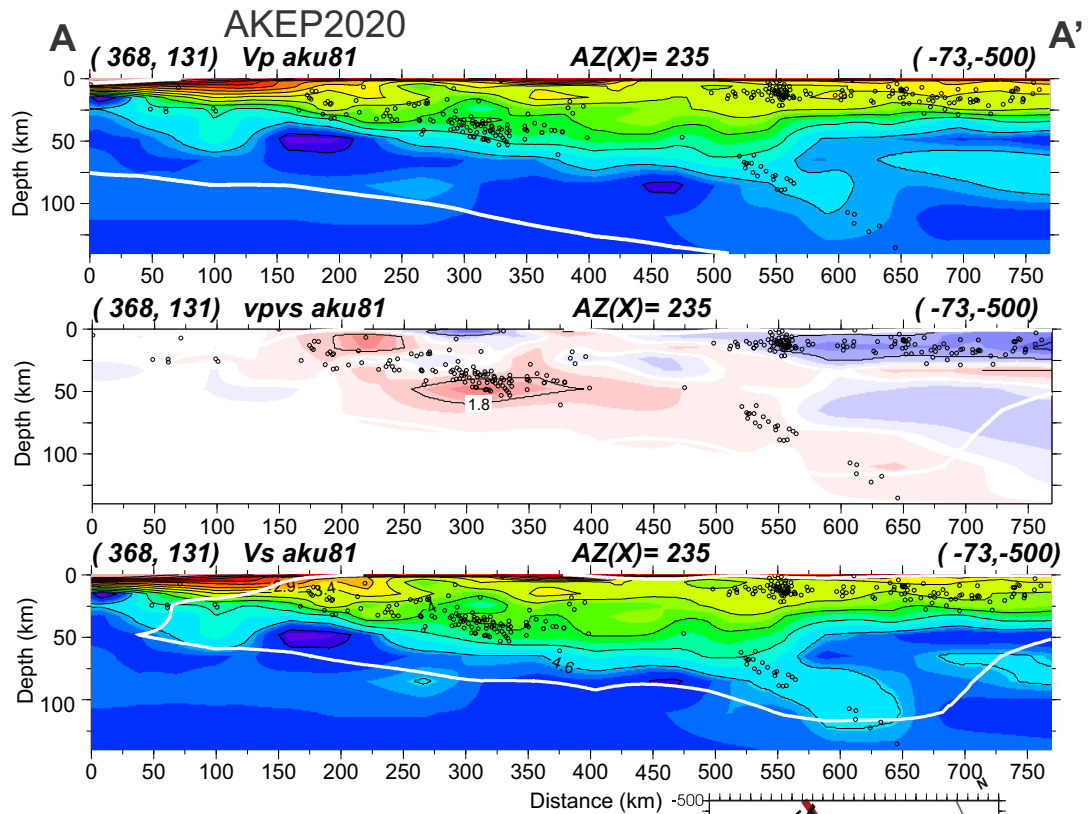 AKEP2020
A A'
( 368, 131) Vp aku81 AZ(X)= 235 ( -73,-500)
0
50
100
Depth (km)
0 50 100 150 200 250 300 350 400 450 500 550 600 650 700 750
( 368, 131) vpvs aku81 AZ(X)= 235 ( -73,-500)
0
50
100
Depth (km)
1.8
0 50 100 150 200 250 300 350 400 450 500 550 600 650 700 750
( 368, 131) Vs aku81 AZ(X)= 235 ( -73,-500)
0
50
100
Depth (km)
2.9 3.4
4
4.6
0 50 100 150 200 250 300 350 400 450 500 550 600 650 700 750
Distance (km)
-500
N